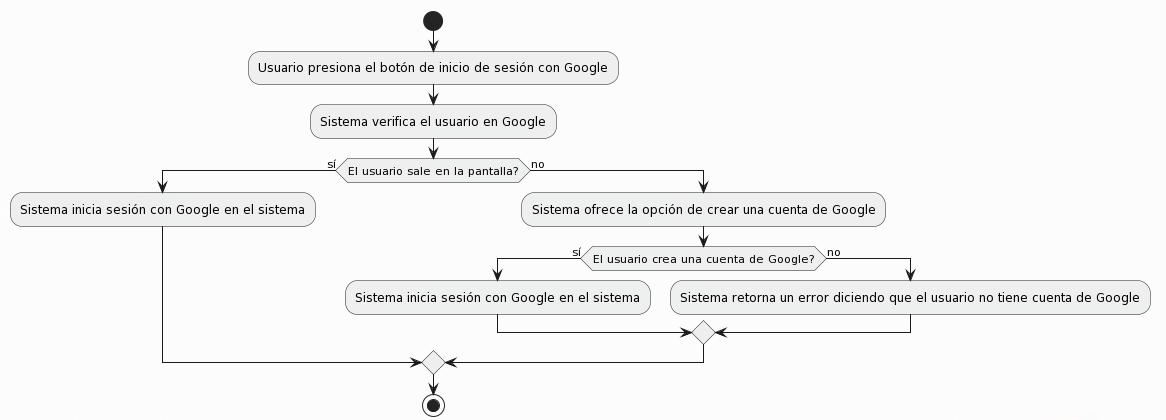 Usuario presiona el botón de inicio de sesión con Google
Sistema verifica el usuario en Google
sí
El usuario sale en la pantalla?
no
Sistema inicia sesión con Google en el sistema
Sistema ofrece la opción de crear una cuenta de Google
sí
El usuario crea una cuenta de Google?
no
Sistema inicia sesión con Google en el sistema
Sistema retorna un error diciendo que el usuario no tiene cuenta de Google